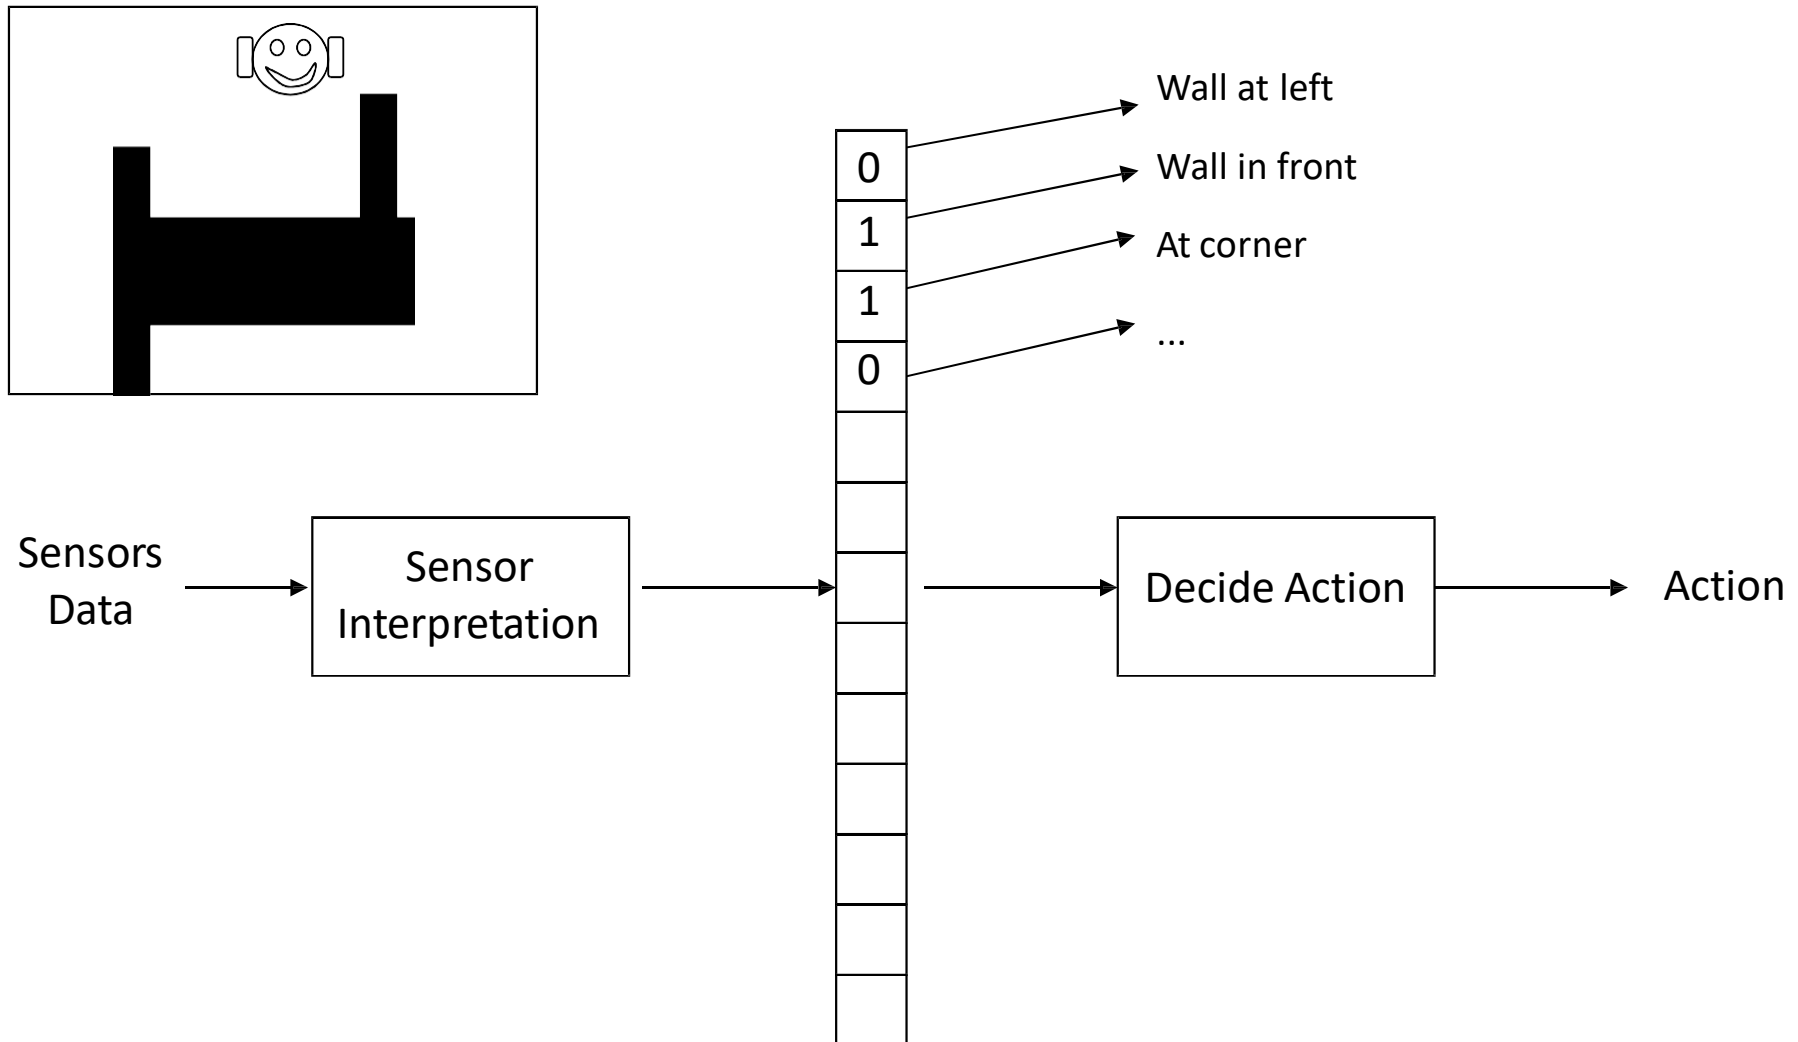 Wall at left
0
Wall in front
1
At corner
1
...
0
Sensors
Data
Sensor
Interpretation
Decide Action
Action